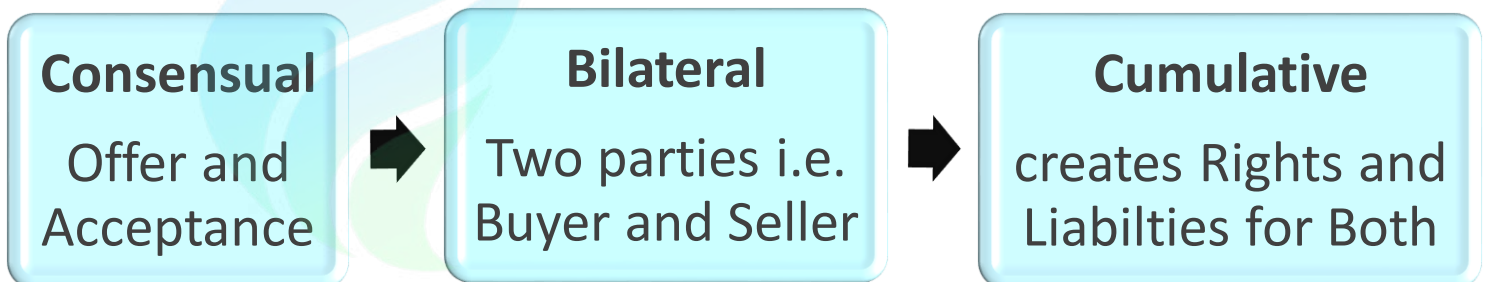 Consensual
Offer and
Acceptance
Bilateral
Two parties i.e.
Buyer and Seller
Cumulative
creates Rights and
Liabilties for Both